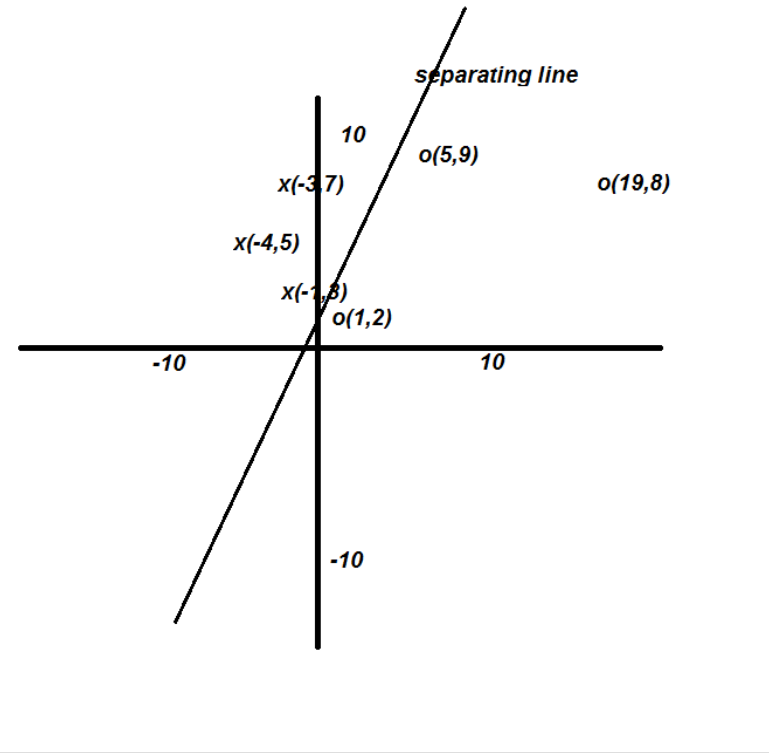 separating line
10
o(5,9)
x(-3,7)
o(19,8)
x(-4,5)
x(-1,3)
o(1,2)
-10
10
-10